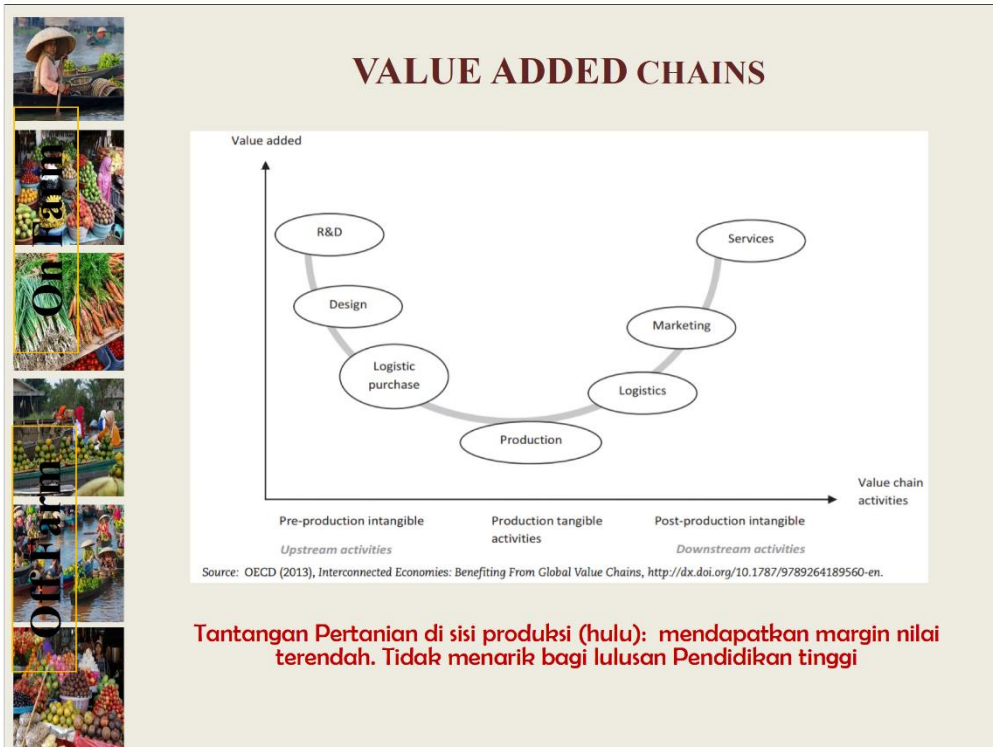 VALUE ADDED CHAINS
On Farm
Off Farm
Value added
R&D
Services
Design
Marketing
Logistic
purchase
Logistics
Production
Value chain
activities
Pre-production intangible
Production tangible
activities
Post-production intangible
Upstream activities
Downstream activities
Source: OECD (2013), Interconnected Economies: Benefiting From Global Value Chains, http://dx.doi.org/10.1787/9789264189560-en.
Tantangan Pertanian di sisi produksi (hulu): mendapatkan margin nilai
terendah. Tidak menarik bagi lulusan Pendidikan tinggi